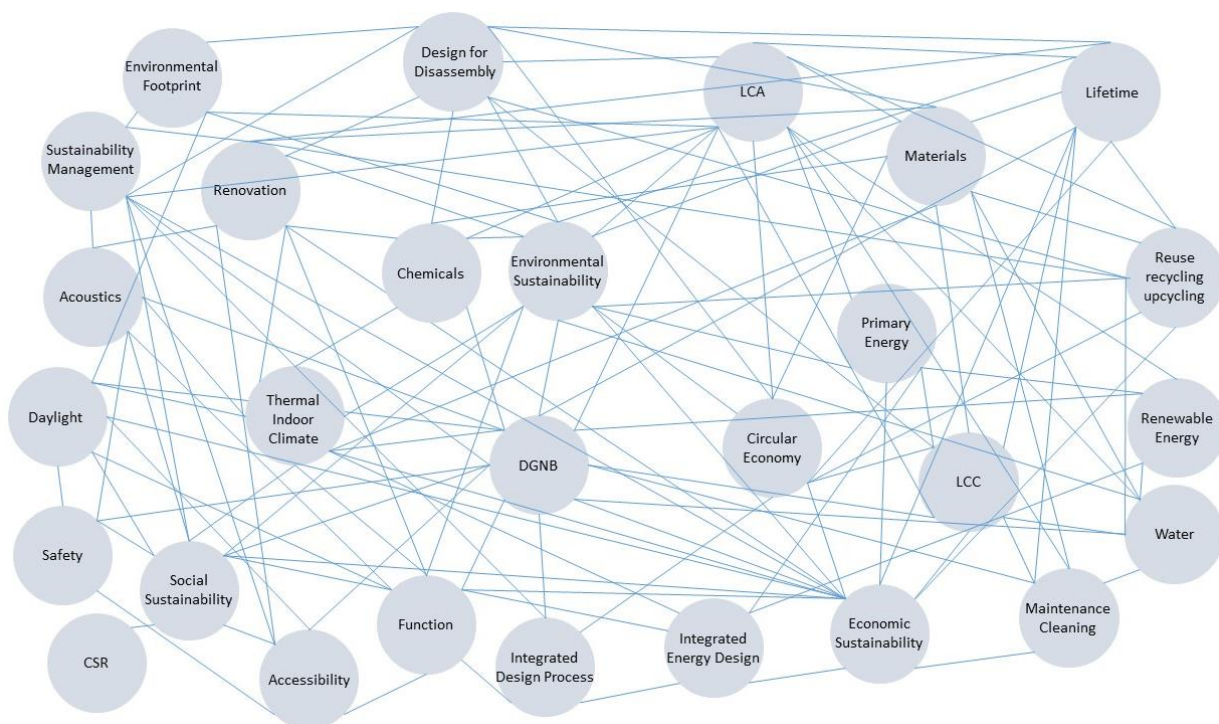 Environmental
Footprint
Design for
Disassembly
LCA
Lifetime
Sustainability
Management
Renovation
Materials
Acoustics
Chemicals
Environmental
Sustainability
Reuse
recycling
upcycling
Primary
Energy
Daylight
Thermal
Indoor
Climate
DGNB
Circular
Economy
LCC
Renewable
Energy
Safety
Social
Sustainability
Function
Integrated
Design Process
Integrated
Energy Design
Economic
Sustainability
Maintenance
Cleaning
Water
CSR
Accessibility